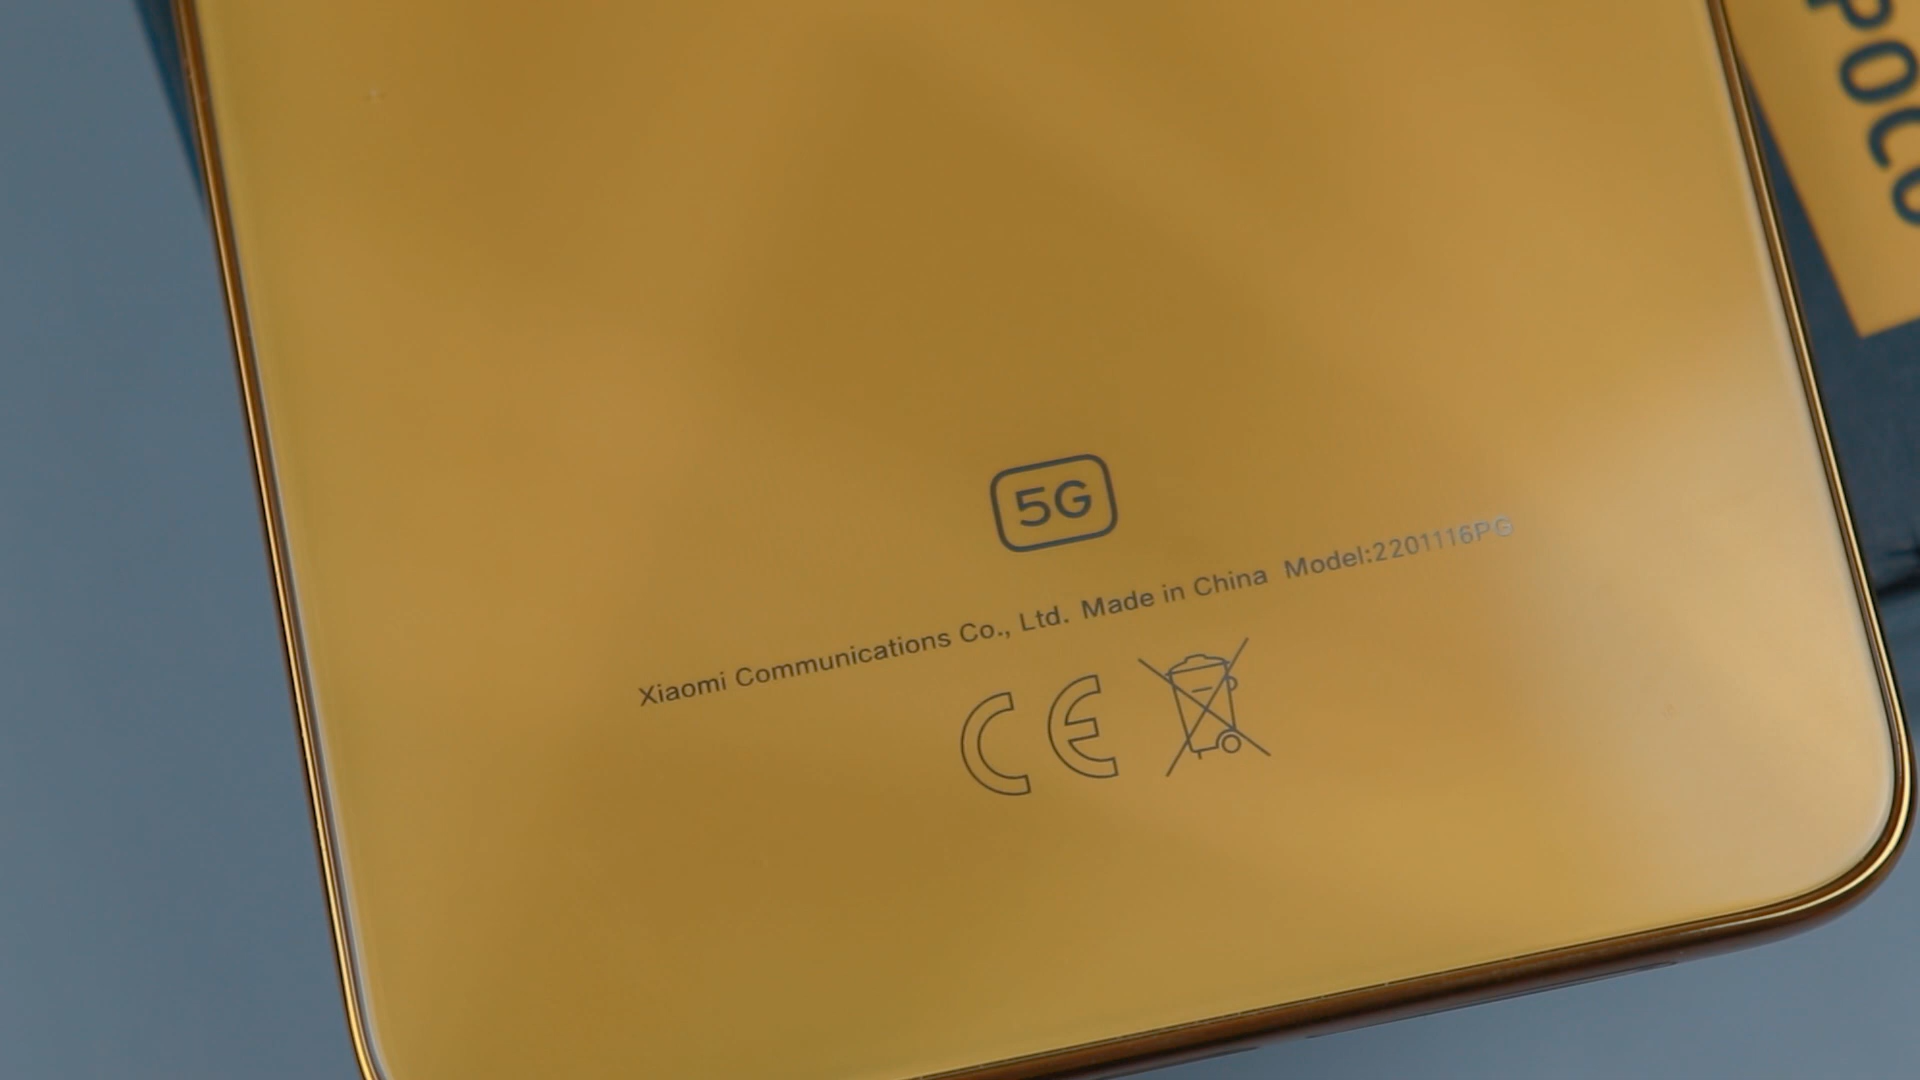 POCO
5G
Xiaomi Communications Co., Ltd. Made in China Model:2201116PG
CE